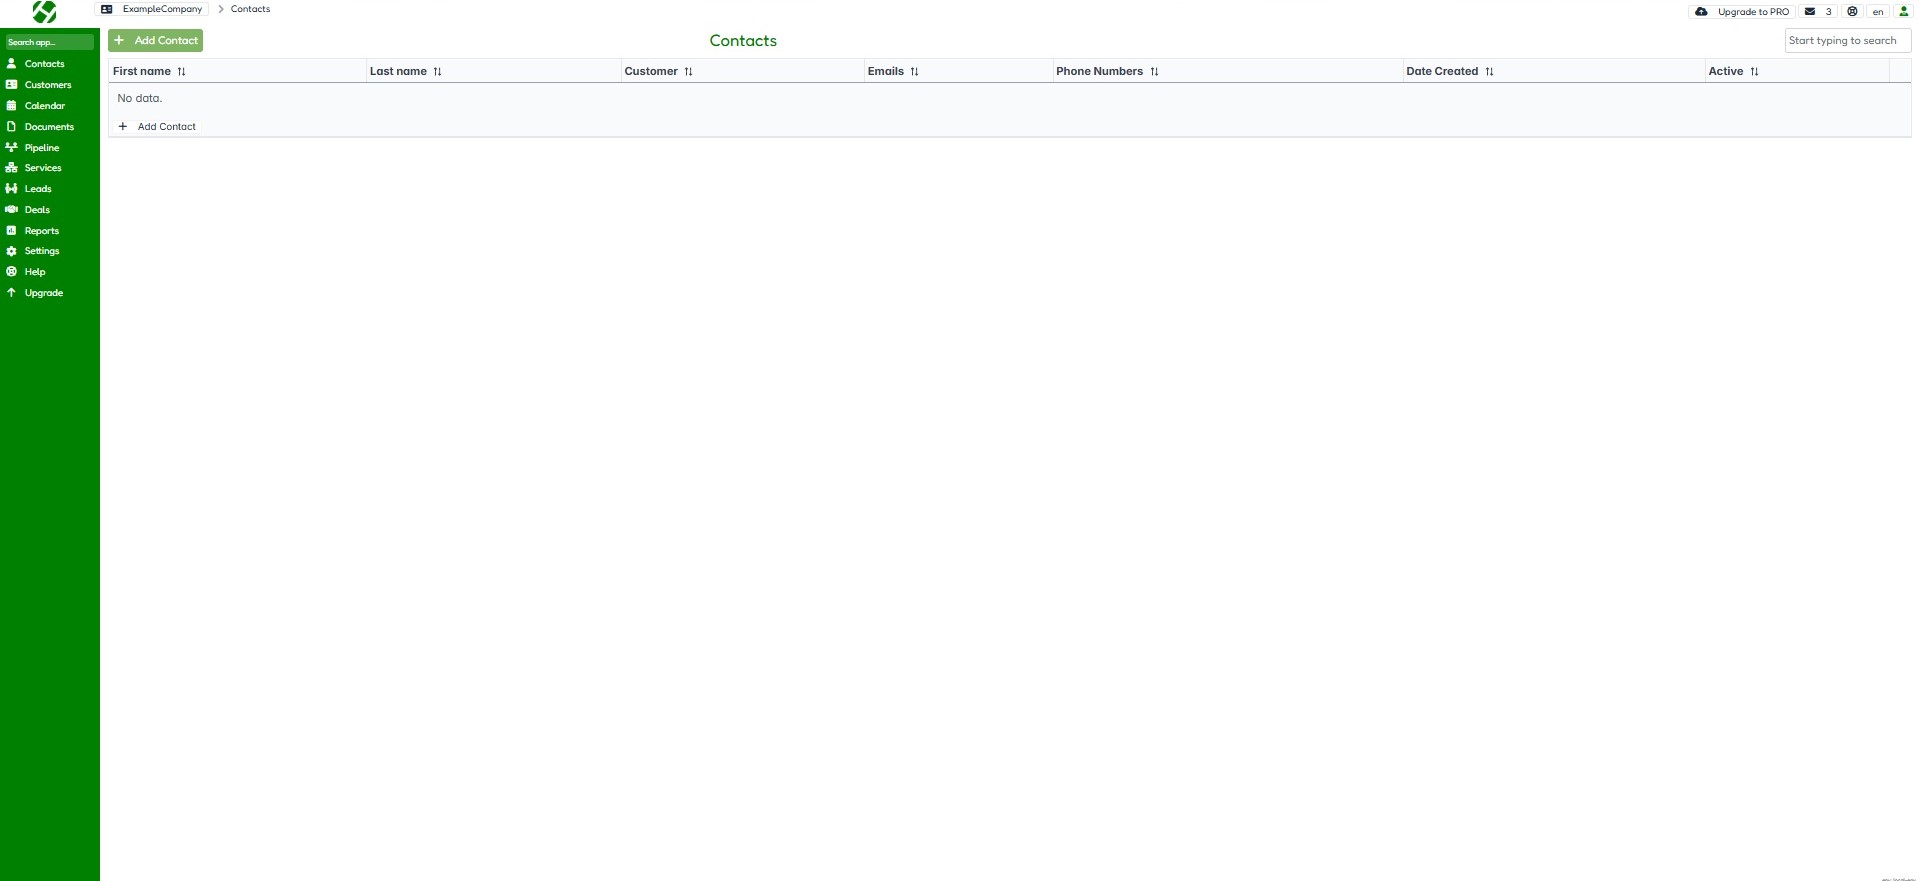 ExampleCompany > Contacts
Upgrade to PRO 3 en
Search app...
Contacts
Customers
Calendar
Documents
Pipeline
Services
Leads
Deals
Reports
Settings
Help
Upgrade
+ Add Contact
Contacts
Start typing to search
First name Last name Customer Emails Phone Numbers Date Created Active
No data.
+ Add Contact